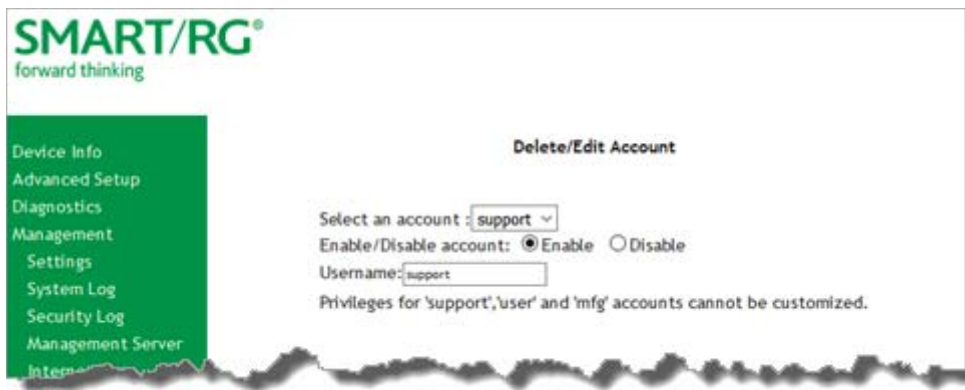 SMART/RG®
forward thinking
Device Info
Advanced Setup
Diagnostics
Management
Settings
System Log
Security Log
Management Server
Delete/Edit Account
Select an account : support
Enable/Disable account: Enable Disable
Username: support
Privileges for 'support','user' and 'mfg' accounts cannot be customized.